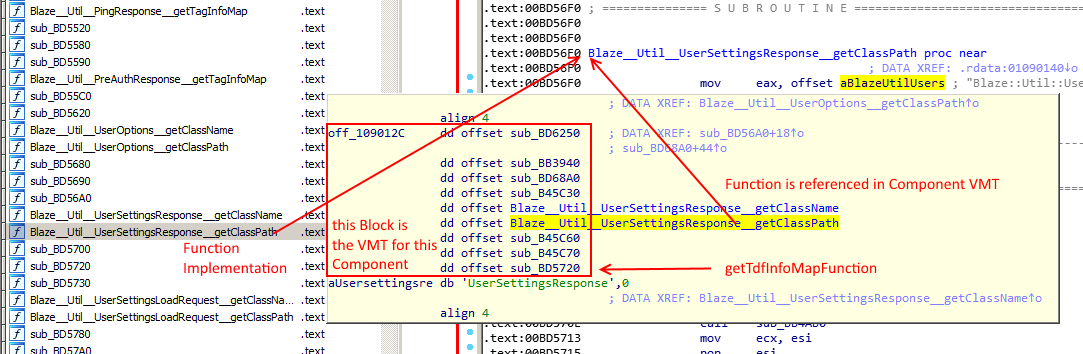 Blaze__Util__PingResponse__getTagInfoMap .text
sub_BD5520 .text
sub_BD5580 .text
sub_BD5590 .text
Blaze__Util__PreAuthResponse__getTagInfoMap .text
sub_BD55C0 .text
sub_BD5620 .text
Blaze__Util__UserOptions__getClassName .text
Blaze__Util__UserOptions__getClassPath .text
sub_BD5680 .text
sub_BD5690 .text
sub_BD56A0 .text
Blaze__Util__UserSettingsResponse__getClassName .text
Blaze__Util__UserSettingsResponse__getClassPath .text
sub_BD5700 .text
sub_BD5720 .text
sub_BD5730 .text
Blaze__Util__UserSettingsLoadRequest__getClassNa... .text
Blaze__Util__UserSettingsLoadRequest__getClassPath .text
sub_BD5780 .text
sub_BD57A0 .text
Function
Implementation
.text:00BD56F0 ; =============== S U B R O U T I N E =====================
.text:00BD56F0
.text:00BD56F0
.text:00BD56F0 Blaze__Util__UserSettingsResponse__getClassPath proc near
.text:00BD56F0 ; DATA XREF: .rdata:01090140↓o
.text:00BD56F0 mov eax, offset aBlazeUtilUsers ; "Blaze::Util::Use
; DATA XREF: Blaze__Util__UserOptions__getClassPath↑o
align 4
off_109012C dd offset sub_BD6250 ; DATA XREF: sub_BD56A0+18↑o
; sub_BD68A0+44↑o
dd offset sub_BB3940
dd offset sub_BD68A0
dd offset sub_B45C30
dd offset Blaze__Util__UserSettingsResponse__getClassName
dd offset Blaze__Util__UserSettingsResponse__getClassPath
dd offset sub_B45C60
dd offset sub_B45C70
dd offset sub_BD5720
aUsersettingsre db 'UserSettingsResponse',0
; DATA XREF: Blaze__Util__UserSettingsResponse__getClassName↑o
align 4
this Block is
the VMT for this
Component
Function is referenced in Component VMT
getTdfInfoMapFunction
.text:00BD5713 mov ecx, esi
.text:00BD5715 pop esi